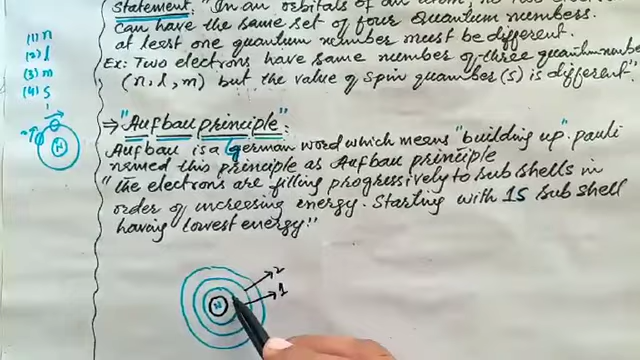 Statement: "In an orbitals of an atom, no two
can have the same set of four quantum numbers.
at least one quantum number must be different.
Ex: Two electrons have same number of three quantum number
(n, l, m) but the value of spin quamber (s) is different"
(1) n
(2) l
(3) m
(4) s
N
→ "Aufbau principle":
Aufbau is a German word which means "building up". pauli
named this principle as Aufbau principle
"the electrons are filling progressively to sub shells in
order of increasing energy. Starting with 1S sub shell
having lowest energy."
2
1
N